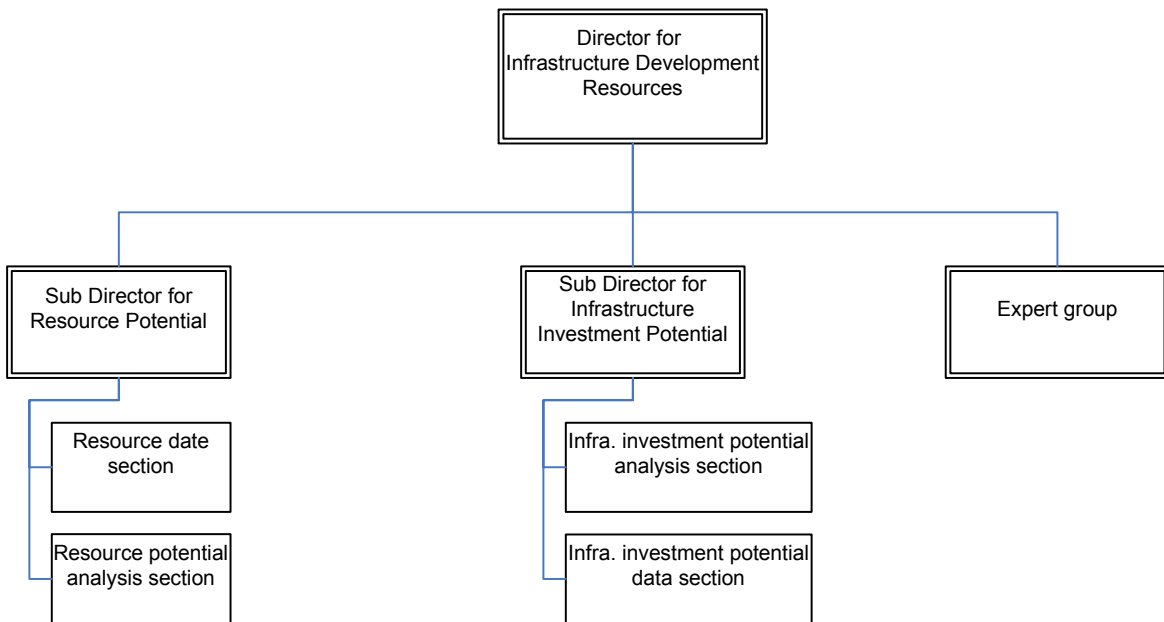 Director for
Infrastructure Development
Resources
Sub Director for
Resource Potential
Sub Director for
Infrastructure
Investment Potential
Expert group
Resource date
section
Infra. investment potential
analysis section
Resource potential
analysis section
Infra. investment potential
data section